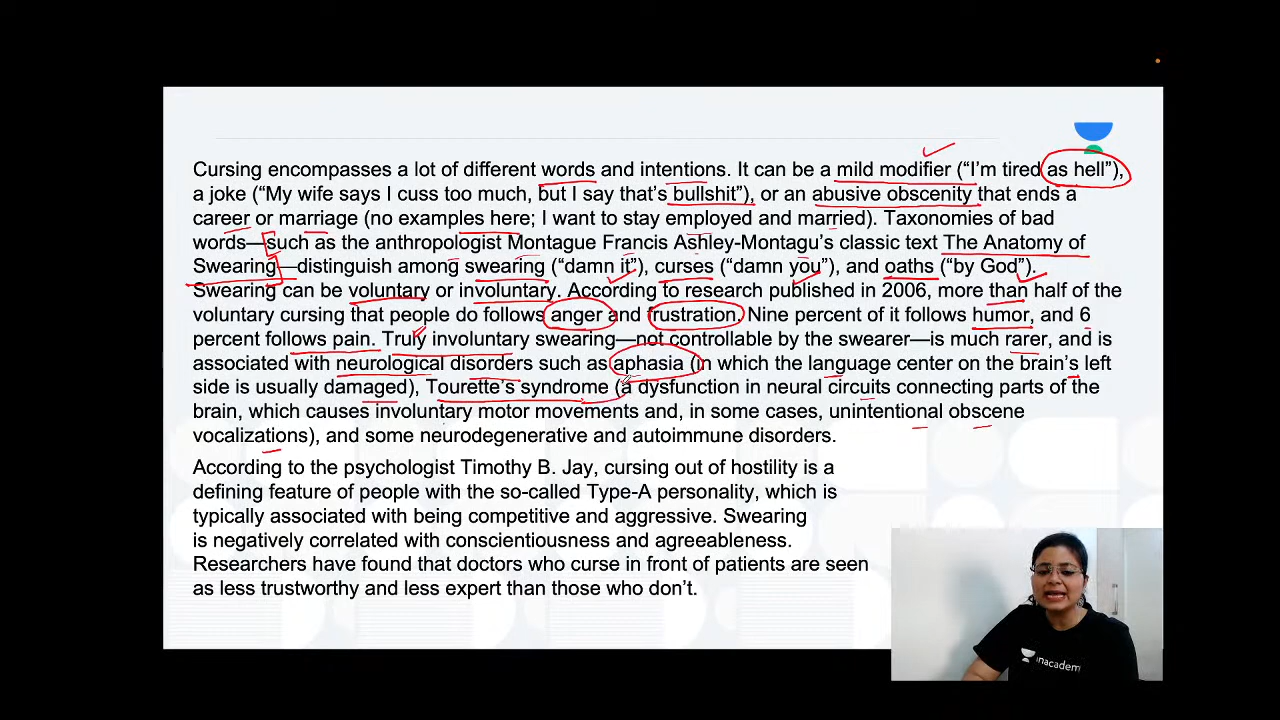 Cursing encompasses a lot of different words and intentions. It can be a mild modifier (“I’m tired as hell”),
a joke (“My wife says I cuss too much, but I say that’s bullshit”), or an abusive obscenity that ends a
career or marriage (no examples here; I want to stay employed and married). Taxonomies of bad
words—such as the anthropologist Montague Francis Ashley-Montagu’s classic text The Anatomy of
Swearing—distinguish among swearing (“damn it”), curses (“damn you”), and oaths (“by God”).
Swearing can be voluntary or involuntary. According to research published in 2006, more than half of the
voluntary cursing that people do follows anger and frustration. Nine percent of it follows humor, and 6
percent follows pain. Truly involuntary swearing—not controllable by the swearer—is much rarer, and is
associated with neurological disorders such as aphasia (in which the language center on the brain’s left
side is usually damaged), Tourette’s syndrome (a dysfunction in neural circuits connecting parts of the
brain, which causes involuntary motor movements and, in some cases, unintentional obscene
vocalizations), and some neurodegenerative and autoimmune disorders.
According to the psychologist Timothy B. Jay, cursing out of hostility is a
defining feature of people with the so-called Type-A personality, which is
typically associated with being competitive and aggressive. Swearing
is negatively correlated with conscientiousness and agreeableness.
Researchers have found that doctors who curse in front of patients are seen
as less trustworthy and less expert than those who don’t.
unacademy